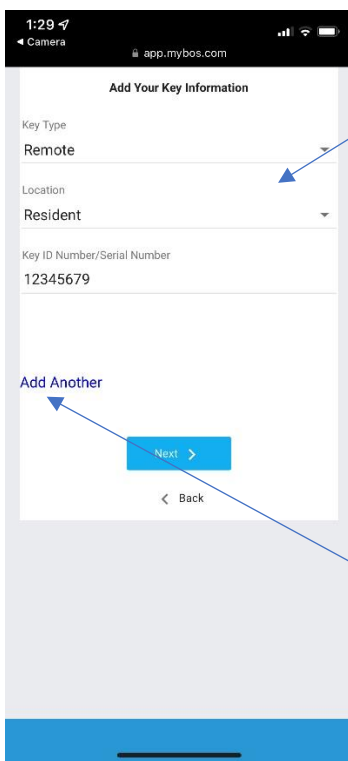 1:29
Camera
app.mybos.com
Add Your Key Information
Key Type
Remote
Location
Resident
Key ID Number/Serial Number
12345679
Add Another
Next
Back